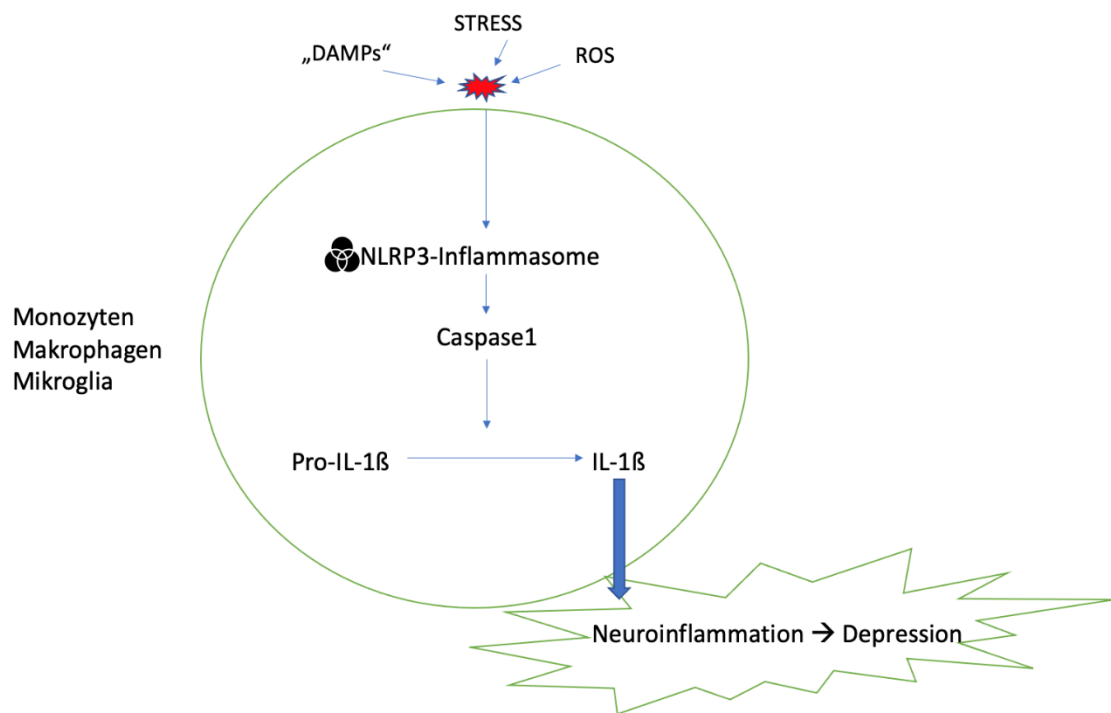 STRESS
„DAMPs“
ROS
NLRP3-Inflammasome
Caspase1
Monozyten
Makrophagen
Mikroglia
Pro-IL-1ß
IL-1ß
Neuroinflammation → Depression